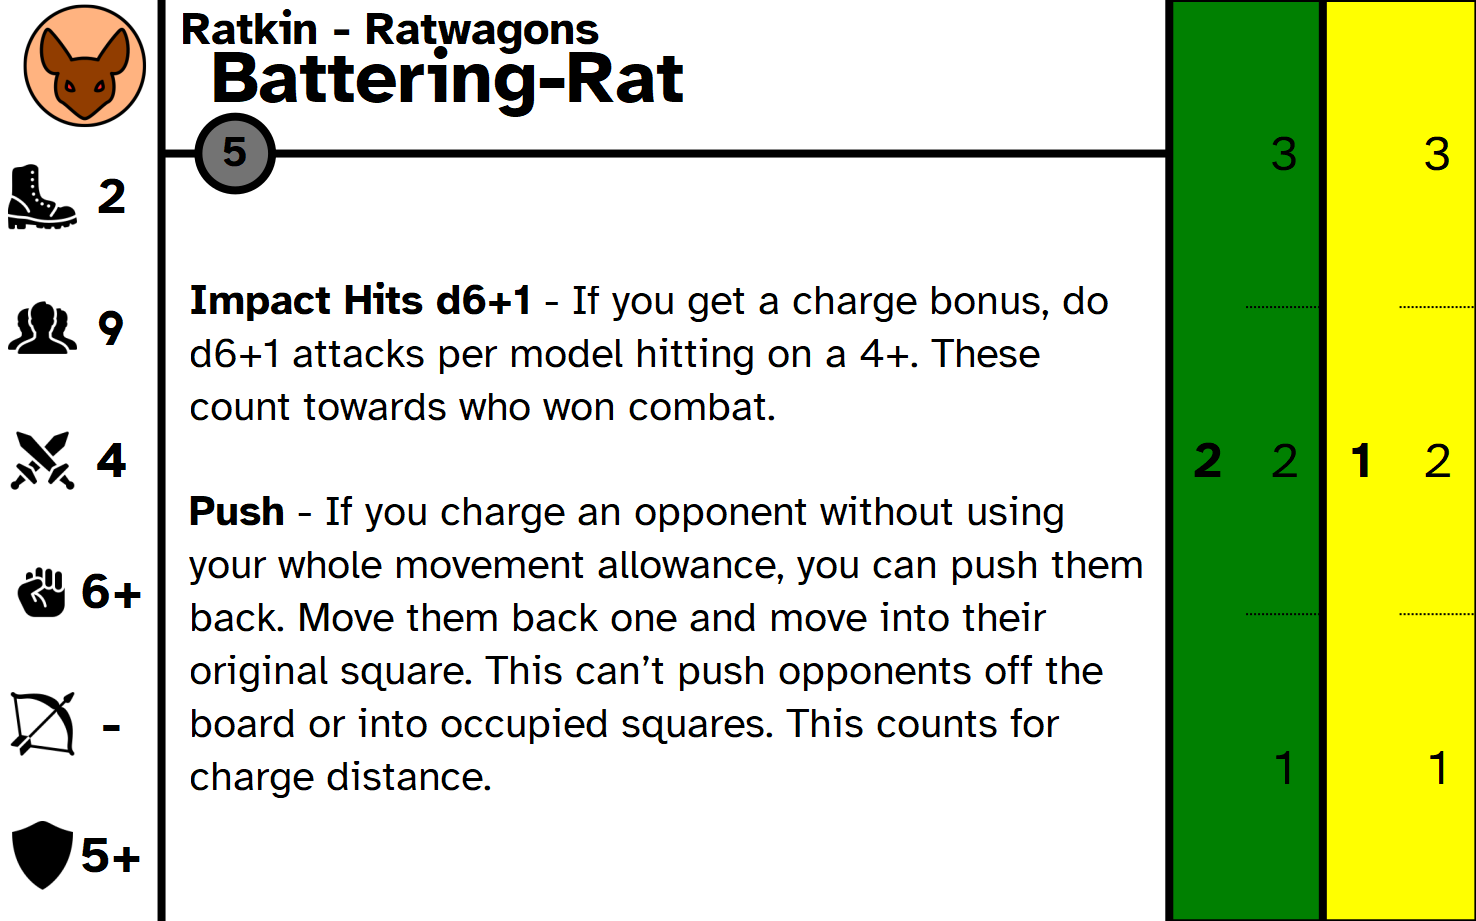 Ratkin - Ratwagons
Battering-Rat
5
2
9
4
6+
-
5+
Impact Hits d6+1 - If you get a charge bonus, do
d6+1 attacks per model hitting on a 4+. These
count towards who won combat.
Push - If you charge an opponent without using
your whole movement allowance, you can push them
back. Move them back one and move into their
original square. This can’t push opponents off the
board or into occupied squares. This counts for
charge distance.
3
2 2
1
3
1 2
1